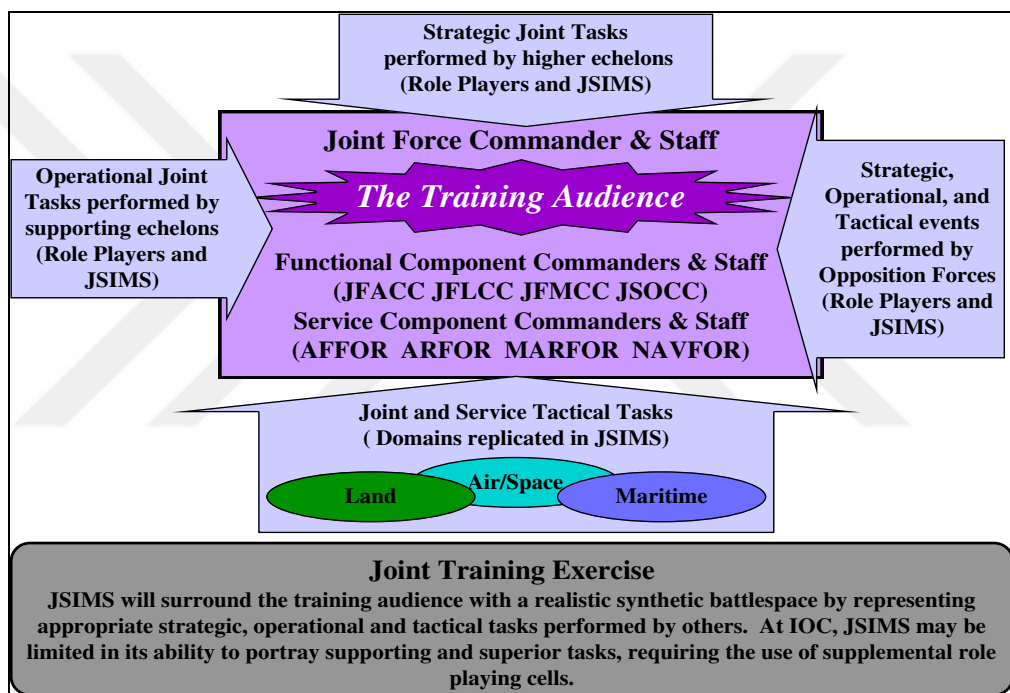 Strategic Joint Tasks
performed by higher echelons
(Role Players and JSIMS)
Joint Force Commander & Staff
The Training Audience
Operational Joint
Tasks performed by
supporting echelons
(Role Players and
JSIMS)
Strategic,
Operational, and
Tactical events
performed by
Opposition Forces
(Role Players and
JSIMS)
Functional Component Commanders & Staff
(JFACC JFLCC JFMCC JSOCC)
Service Component Commanders & Staff
(AFFOR ARFOR MARFOR NAVFOR)
Joint and Service Tactical Tasks
( Domains replicated in JSIMS)
Land
Air/Space
Maritime
Joint Training Exercise
JSIMS will surround the training audience with a realistic synthetic battlespace by representing
appropriate strategic, operational and tactical tasks performed by others. At IOC, JSIMS may be
limited in its ability to portray supporting and superior tasks, requiring the use of supplemental role
playing cells.